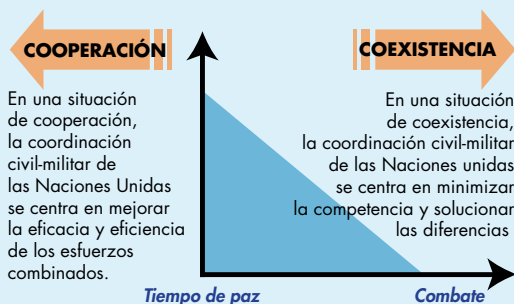 COOPERACIÓN
En una situación
de cooperación,
la coordinación
civil-militar de
las Naciones Unidas
se centra en mejorar
la eficacia y eficiencia
de los esfuerzos
combinados.
COEXISTENCIA
En una situación
de coexistencia,
la coordinación civil-militar
de las Naciones unidas
se centra en minimizar
la competencia y solucionar
las diferencias
Tiempo de paz
Combate